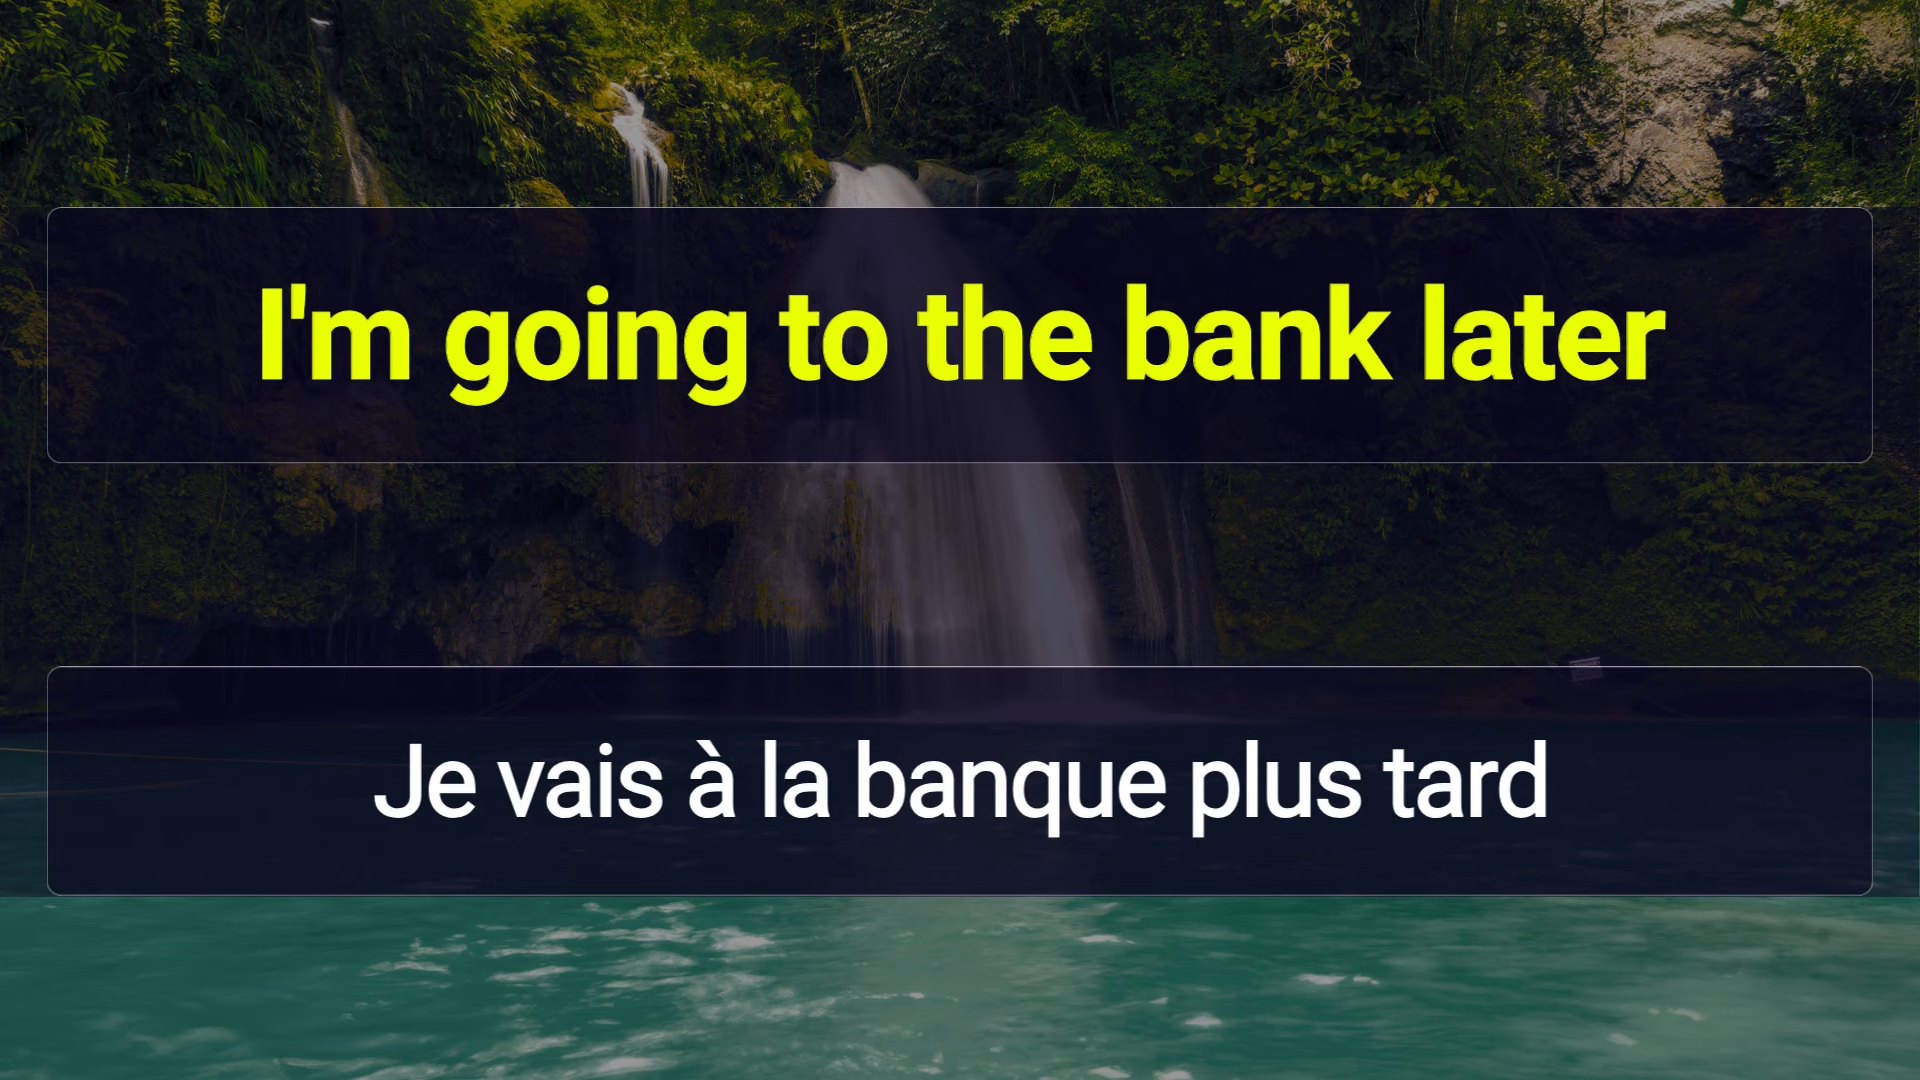 I'm going to the bank later
Je vais à la banque plus tard